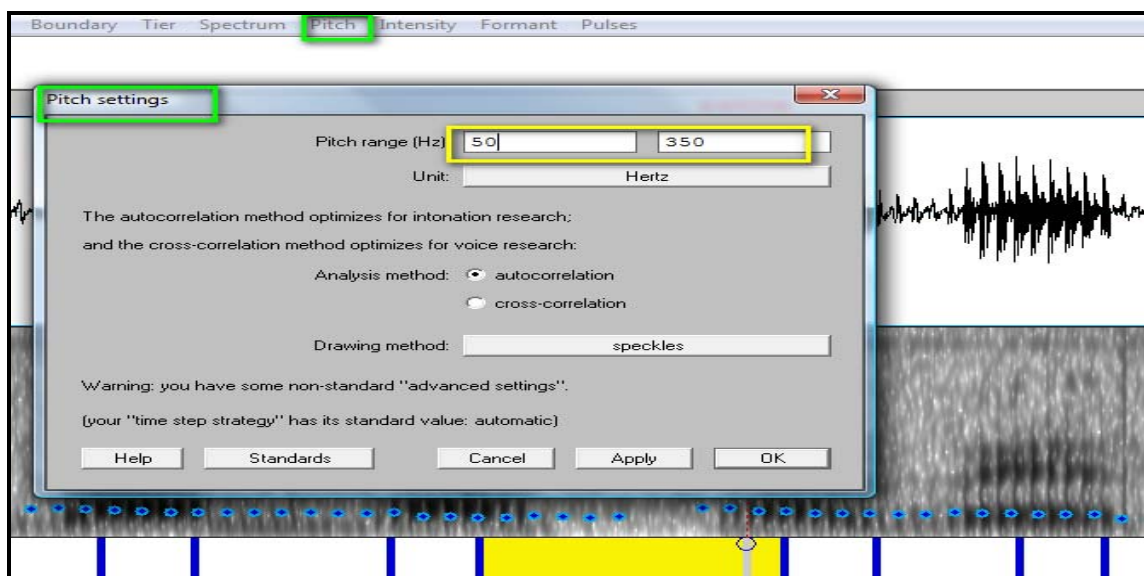 Boundary Tier Spectrum Pitch Intensity Formant Pulses
Pitch settings
Pitch range (Hz) 50 350
Unit: Hertz
The autocorrelation method optimizes for intonation research;
and the cross-correlation method optimizes for voice research:
Analysis method: autocorrelation
cross-correlation
Drawing method: speckles
Warning: you have some non-standard "advanced settings".
(your "time step strategy" has its standard value: automatic)
Help Standards Cancel Apply OK